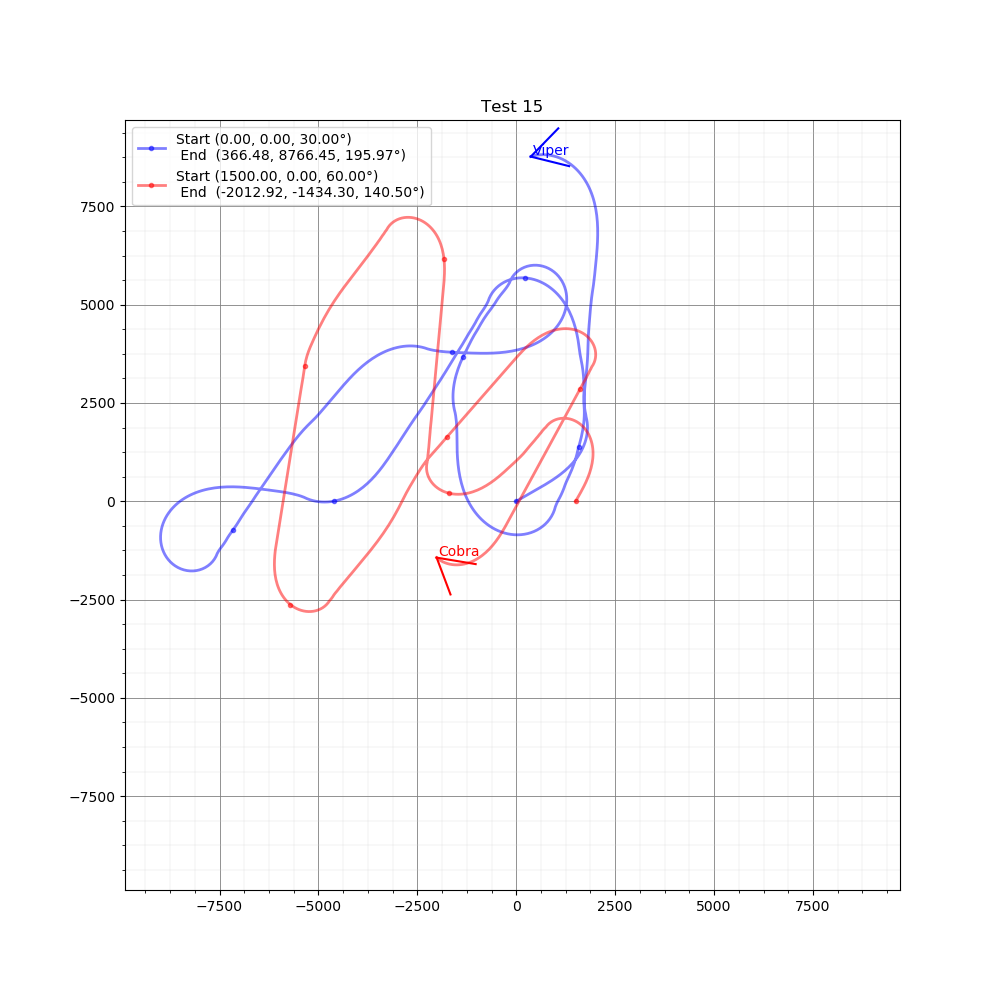 Test 15
Start (0.00, 0.00, 30.00°)
End  (366.48, 8766.45, 195.97°)
Start (1500.00, 0.00, 60.00°)
End  (-2012.92, -1434.30, 140.50°)
Viper
7500
5000
2500
0
Cobra
−2500
−5000
−7500
−7500 −5000 −2500 0 2500 5000 7500